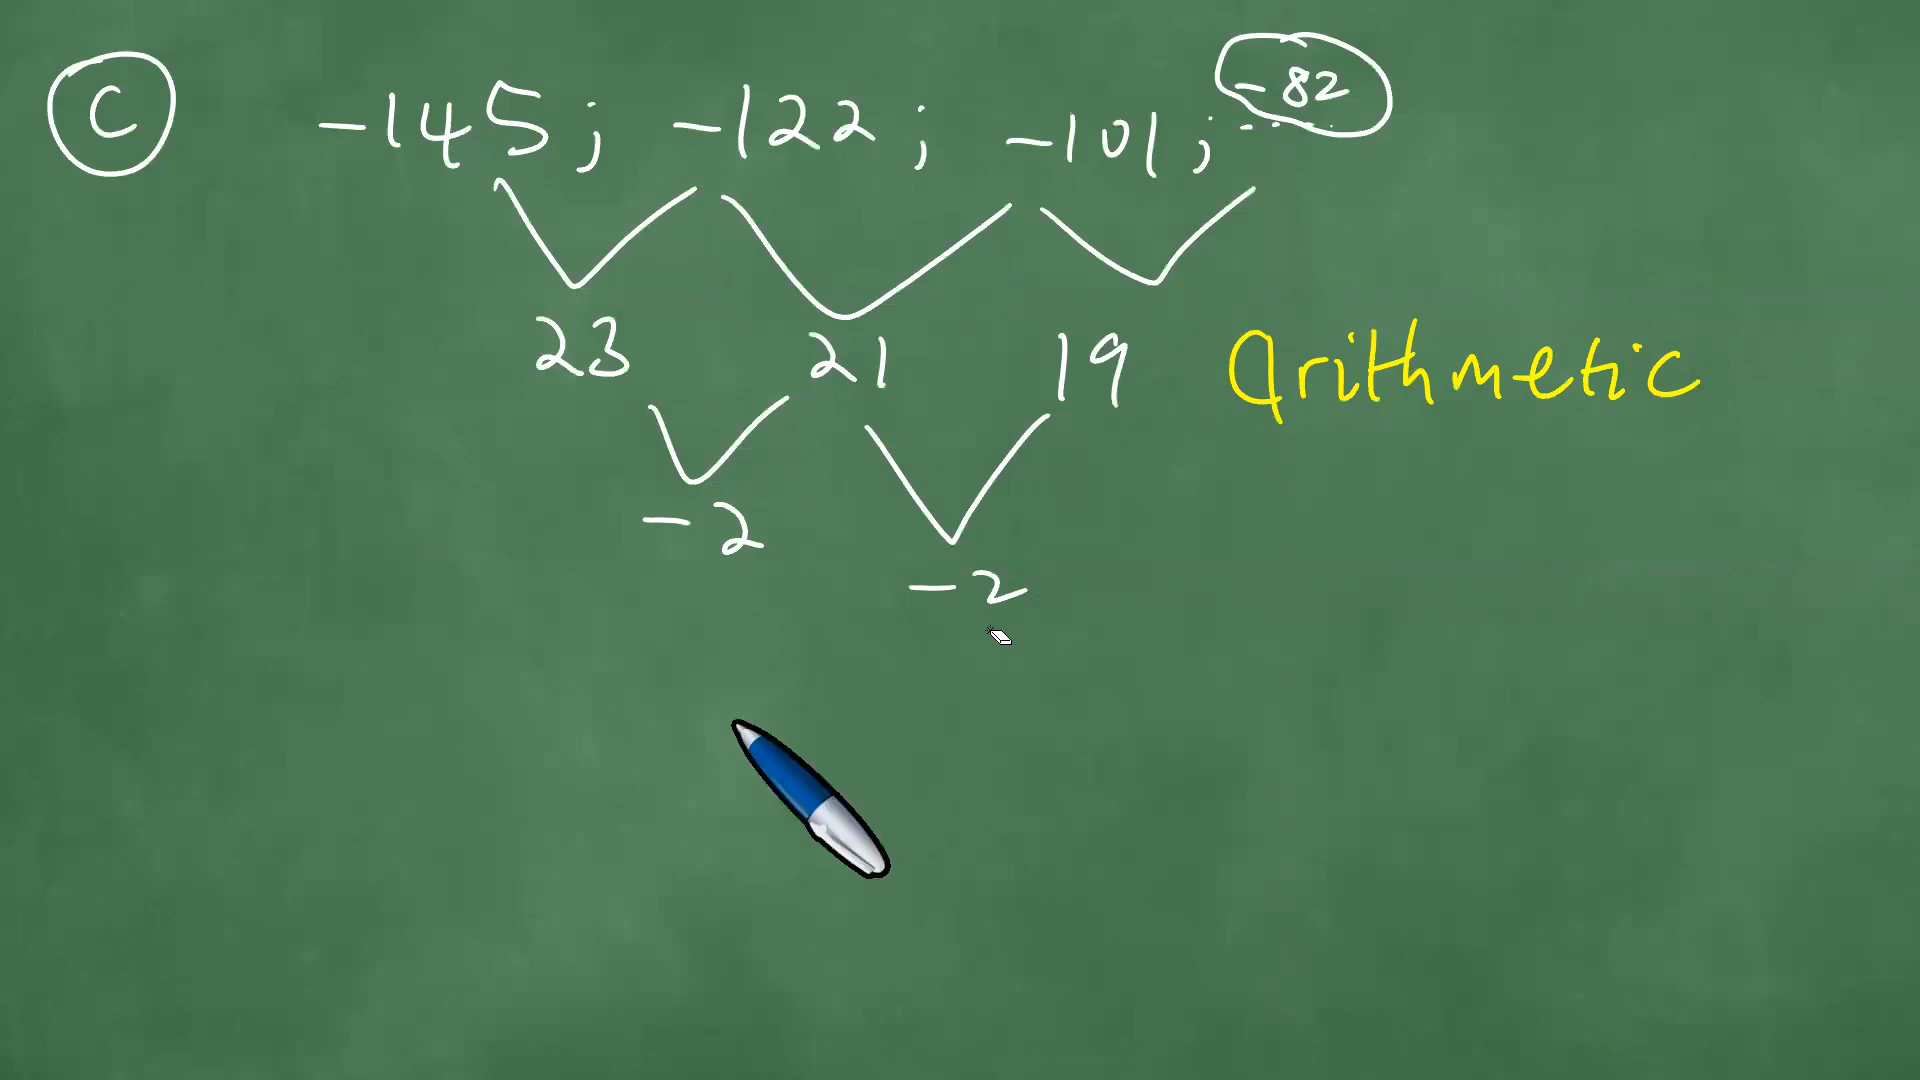 C -145; -122; -101; ..... -82
23 21 19 Arithmetic
-2
-2